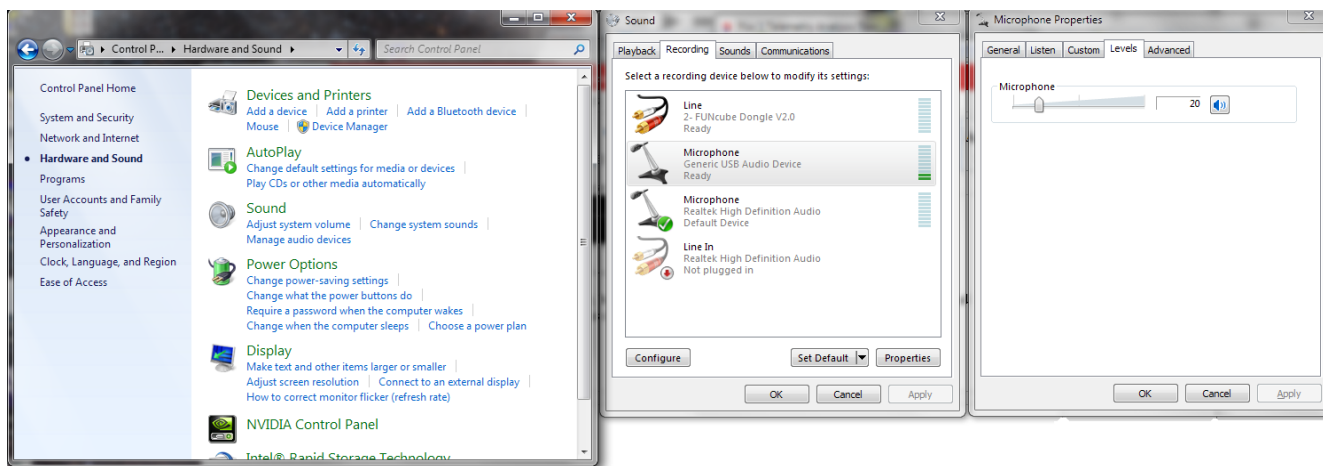 Control P...
Hardware and Sound
Search Control Panel
Control Panel Home
System and Security
Network and Internet
Hardware and Sound
Programs
User Accounts and Family
Safety
Appearance and
Personalization
Clock, Language, and Region
Ease of Access
Devices and Printers
Add a device
Add a printer
Add a Bluetooth device
Mouse
Device Manager
AutoPlay
Change default settings for media or devices
Play CDs or other media automatically
Sound
Adjust system volume
Change system sounds
Manage audio devices
Power Options
Change power-saving settings
Change what the power buttons do
Require a password when the computer wakes
Change when the computer sleeps
Choose a power plan
Display
Make text and other items larger or smaller
Adjust screen resolution
Connect to an external display
How to correct monitor flicker (refresh rate)
NVIDIA Control Panel
Intel® Rapid Storage Technology
Sound
Playback
Recording
Sounds
Communications
Select a recording device below to modify its settings:
Line
2- FUNcube Dongle V2.0
Ready
Microphone
Generic USB Audio Device
Ready
Microphone
Realtek High Definition Audio
Default Device
Line In
Realtek High Definition Audio
Not plugged in
Configure
Set Default
Properties
OK
Cancel
Apply
Microphone Properties
General
Listen
Custom
Levels
Advanced
Microphone
20
OK
Cancel
Apply